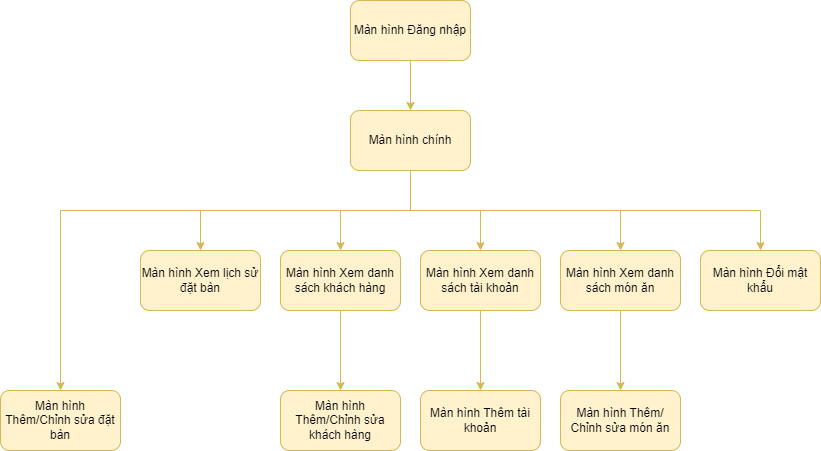 Màn hình Đăng nhập
Màn hình chính
Màn hình Xem lịch sử
đặt bàn
Màn hình Xem danh
sách khách hàng
Màn hình Xem danh
sách tài khoản
Màn hình Xem danh
sách món ăn
Màn hình Đổi mật
khẩu
Màn hình
Thêm/Chỉnh sửa đặt
bàn
Màn hình
Thêm/Chỉnh sửa
khách hàng
Màn hình Thêm tài
khoản
Màn hình Thêm/
Chỉnh sửa món ăn